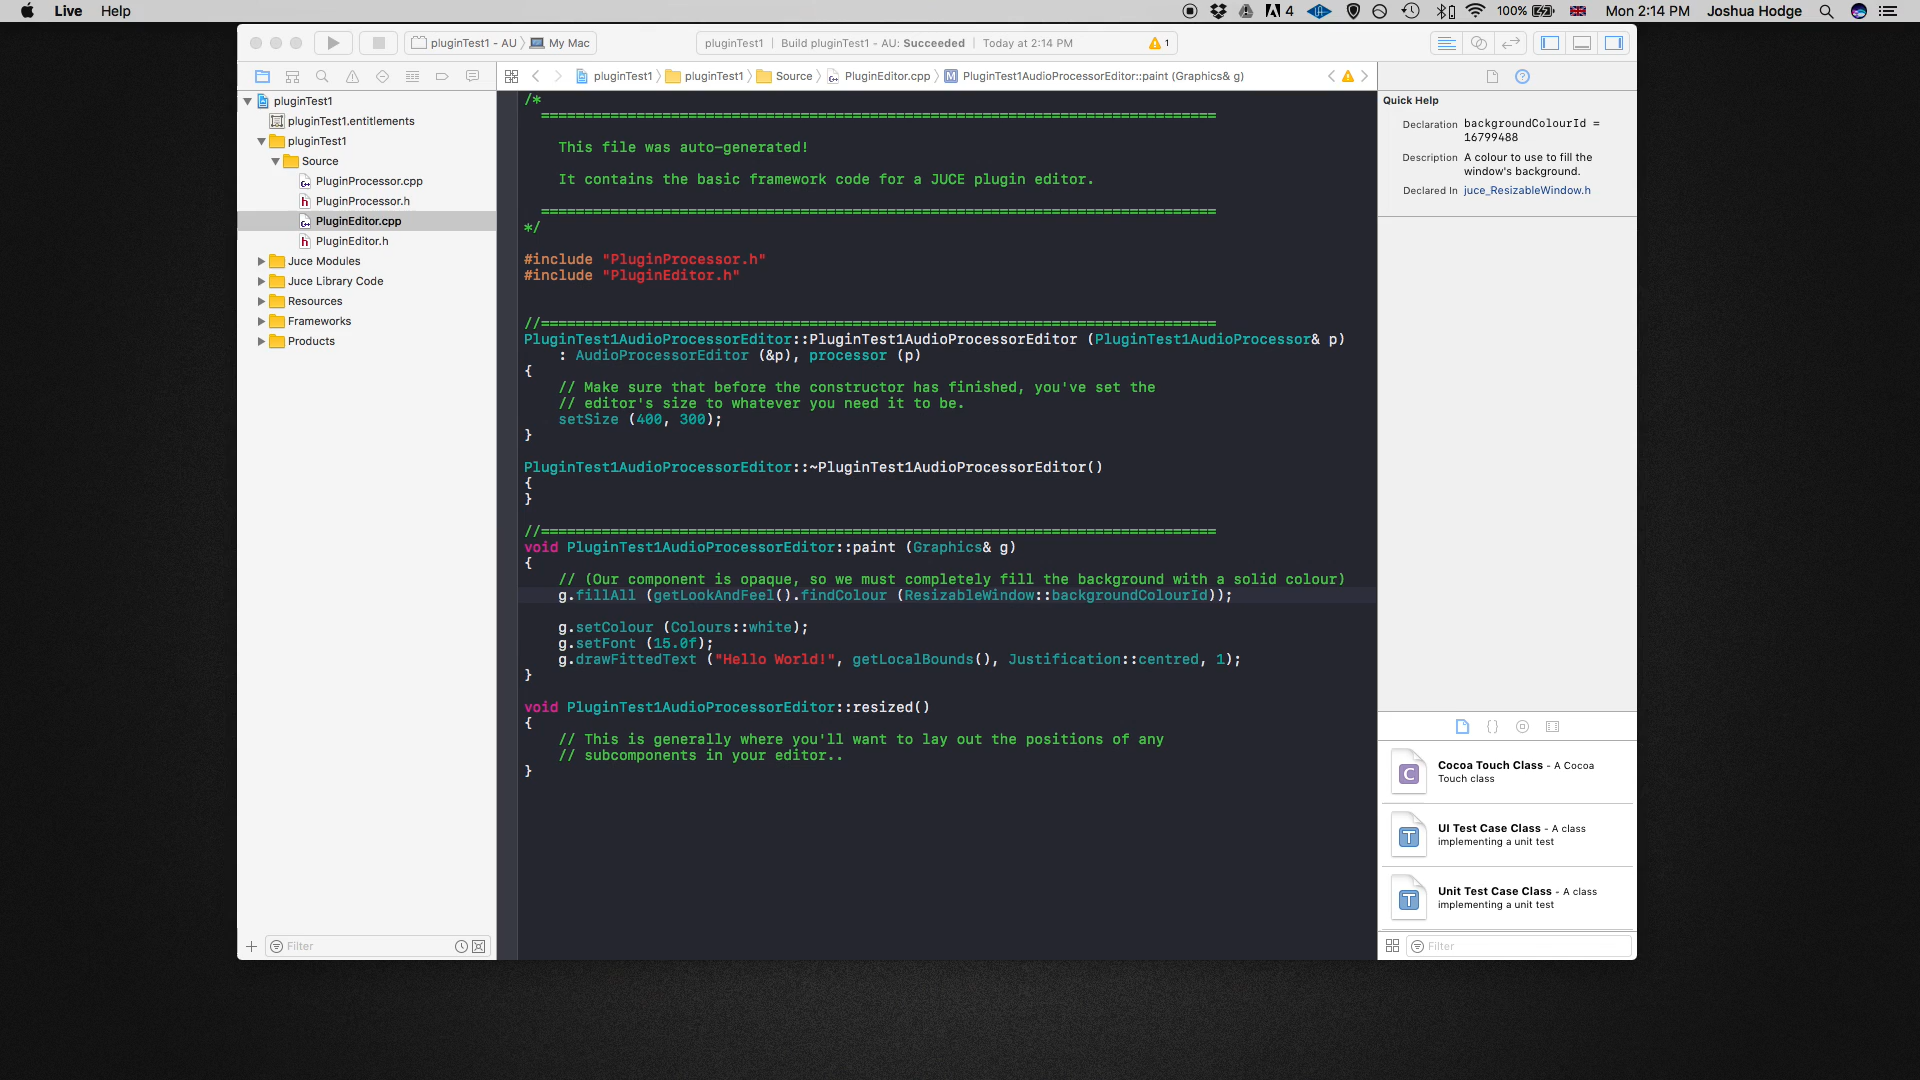 Live Help 4 100% Mon 2:14 PM Joshua Hodge
pluginTest1 - AU My Mac pluginTest1 | Build pluginTest1 - AU: Succeeded | Today at 2:14 PM 1
pluginTest1 pluginTest1 Source PluginEditor.cpp M PluginTest1AudioProcessorEditor::paint (Graphics& g)
pluginTest1
pluginTest1.entitlements
pluginTest1
Source
PluginProcessor.cpp
PluginProcessor.h
PluginEditor.cpp
PluginEditor.h
Juce Modules
Juce Library Code
Resources
Frameworks
Products
Filter
/*
==============================================================================
This file was auto-generated!
It contains the basic framework code for a JUCE plugin editor.
==============================================================================
*/
#include "PluginProcessor.h"
#include "PluginEditor.h"
//==============================================================================
PluginTest1AudioProcessorEditor::PluginTest1AudioProcessorEditor (PluginTest1AudioProcessor& p)
: AudioProcessorEditor (&p), processor (p)
{
// Make sure that before the constructor has finished, you've set the
// editor's size to whatever you need it to be.
setSize (400, 300);
}
PluginTest1AudioProcessorEditor::~PluginTest1AudioProcessorEditor()
{
}
//==============================================================================
void PluginTest1AudioProcessorEditor::paint (Graphics& g)
{
// (Our component is opaque, so we must completely fill the background with a solid colour)
g.fillAll (getLookAndFeel().findColour (ResizableWindow::backgroundColourId));
g.setColour (Colours::white);
g.setFont (15.0f);
g.drawFittedText ("Hello World!", getLocalBounds(), Justification::centred, 1);
}
void PluginTest1AudioProcessorEditor::resized()
{
// This is generally where you'll want to lay out the positions of any
// subcomponents in your editor..
}
Quick Help
Declaration backgroundColourId =
16799488
Description A colour to use to fill the
window's background.
Declared In juce_ResizableWindow.h
{ }
C
Cocoa Touch Class - A Cocoa
Touch class
T
UI Test Case Class - A class
implementing a unit test
T
Unit Test Case Class - A class
implementing a unit test
Filter